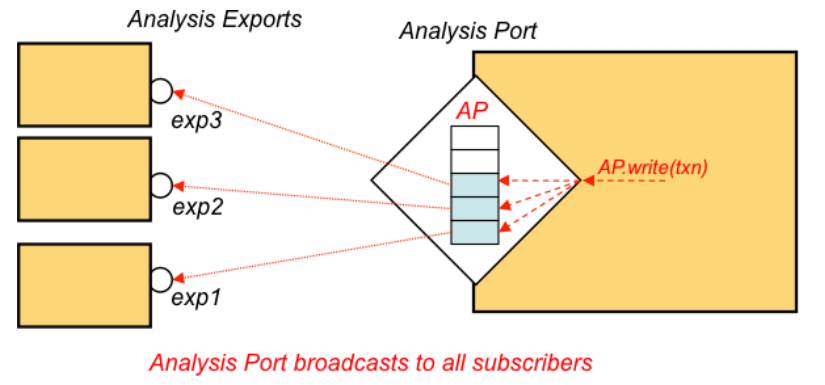 Analysis Exports
Analysis Port
AP
exp3
AP.write(txn)
exp2
exp1
Analysis Port broadcasts to all subscribers